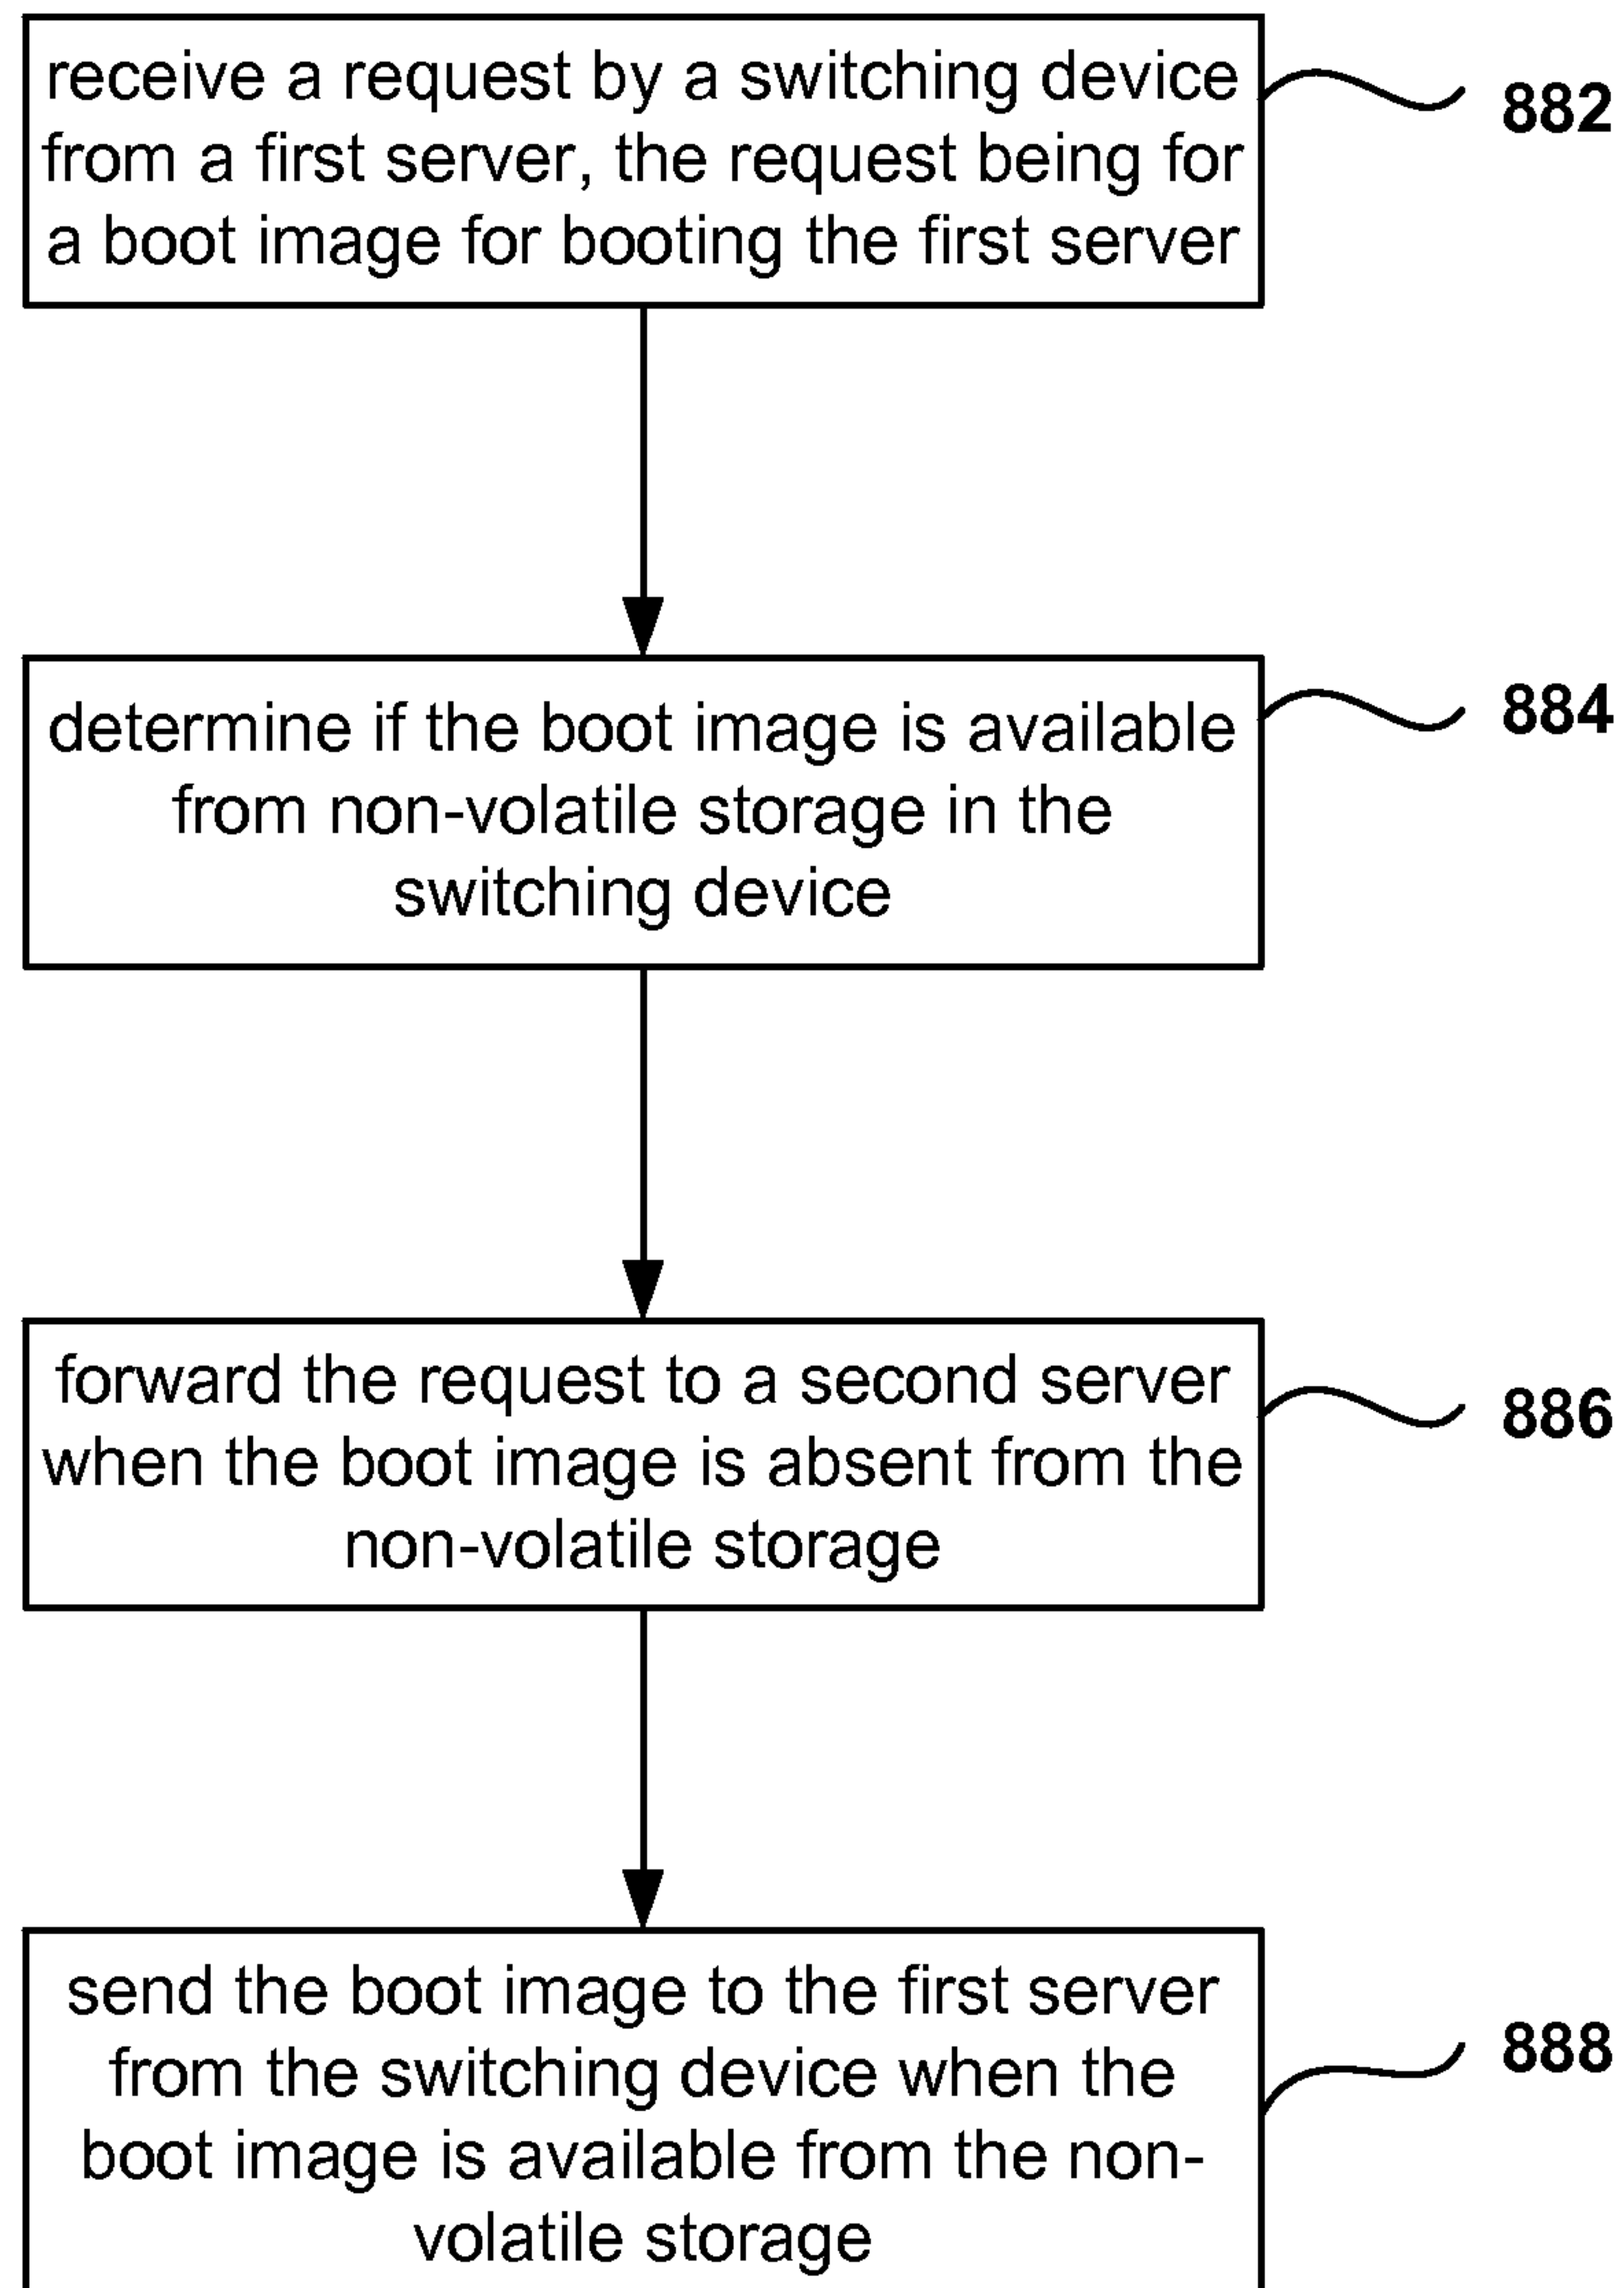 receive a request by a switching device
from a first server, the request being for
a boot image for booting the first server
882
determine if the boot image is available
from non-volatile storage in the
switching device
884
forward the request to a second server
when the boot image is absent from the
non-volatile storage
886
send the boot image to the first server
from the switching device when the
boot image is available from the non-
volatile storage
888